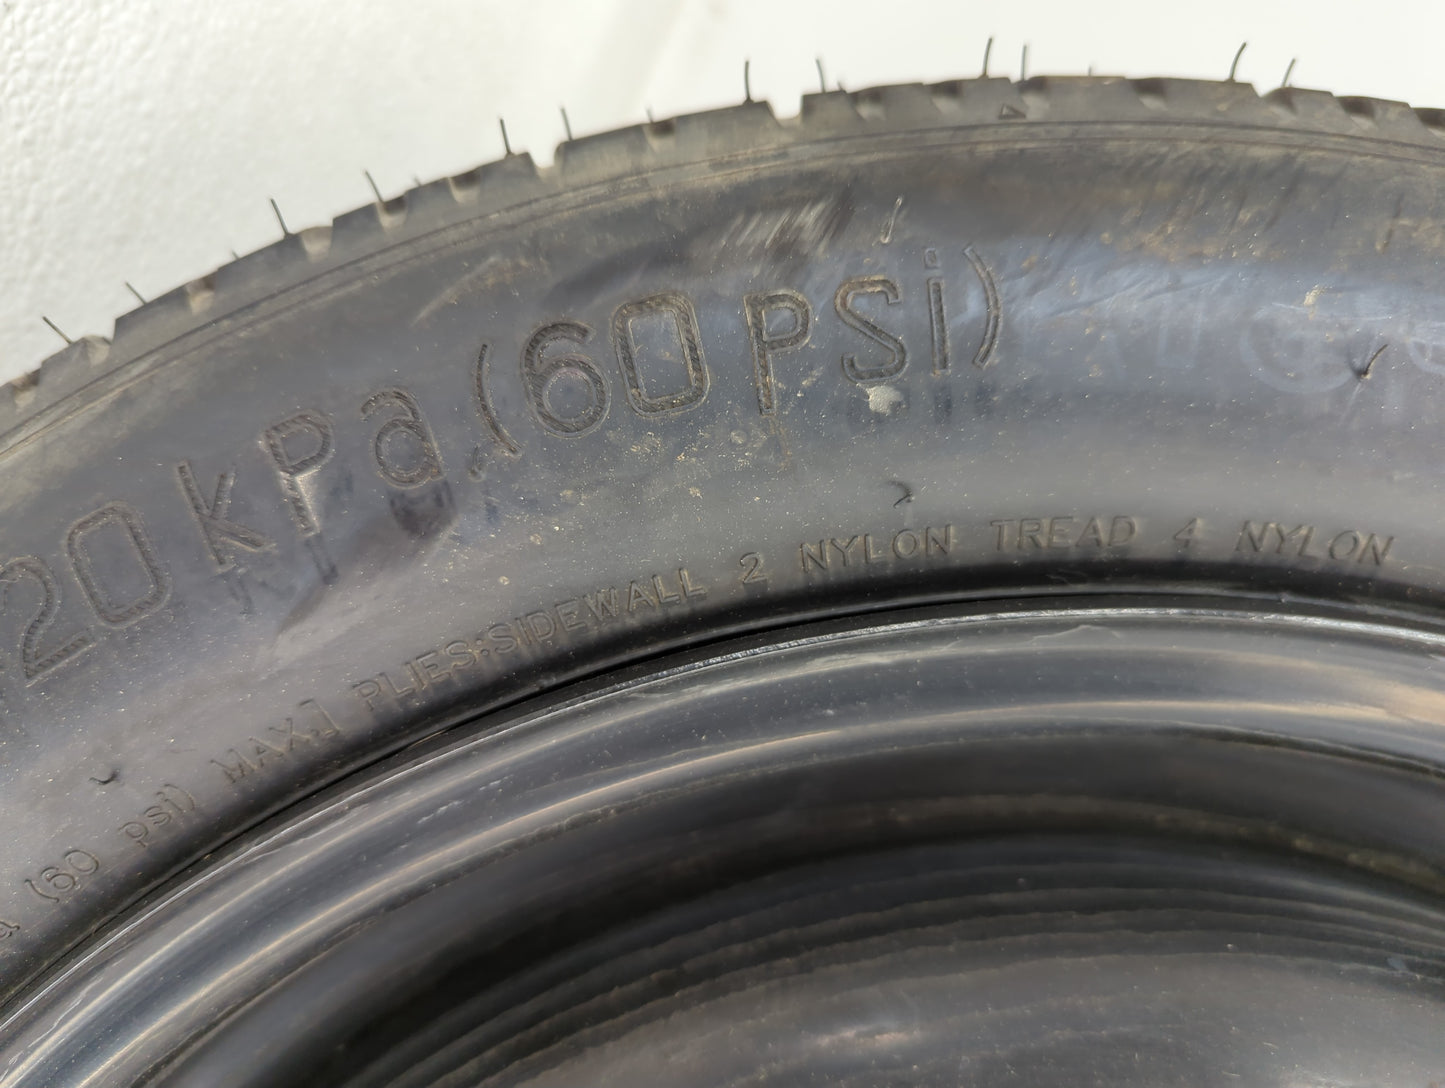 20 kPa (60 PSi)
a (60 psi) MAX.] PLIES:SIDEWALL 2 NYLON TREAD 4 NYLON